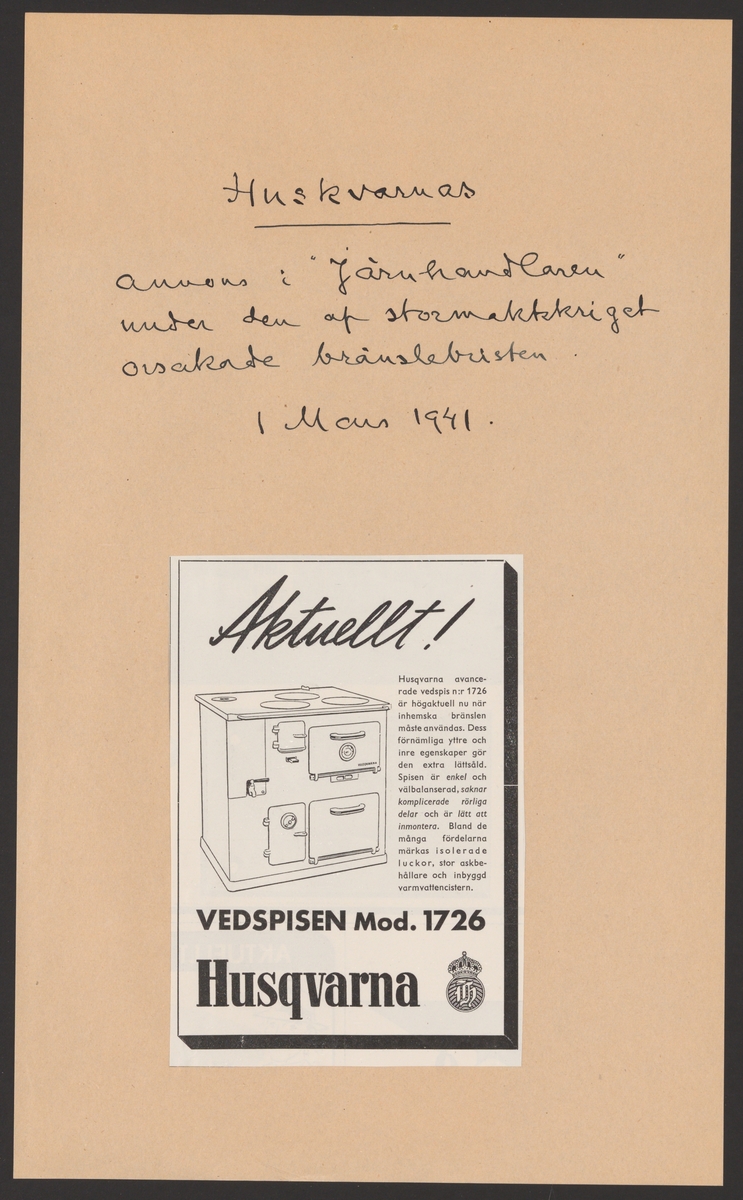 Huskvarnas
annons i "Järnhandlaren"
under den af stormaktskriget
orsakade bränslebristen.
1 Mars 1941.
Aktuellt!
Husqvarna avance-
rade vedspis n:r 1726
är högaktuell nu när
inhemska bränslen
måste användas. Dess
förnämliga yttre och
inre egenskaper gör
den extra lättsåld.
Spisen är enkel och
välbalanserad, saknar
komplicerade rörliga
delar och är lätt att
inmontera. Bland de
många fördelarna
märkas isolerade
luckor, stor askbe-
hållare och inbyggd
varmvattencistern.
VEDSPISEN Mod. 1726
Husqvarna